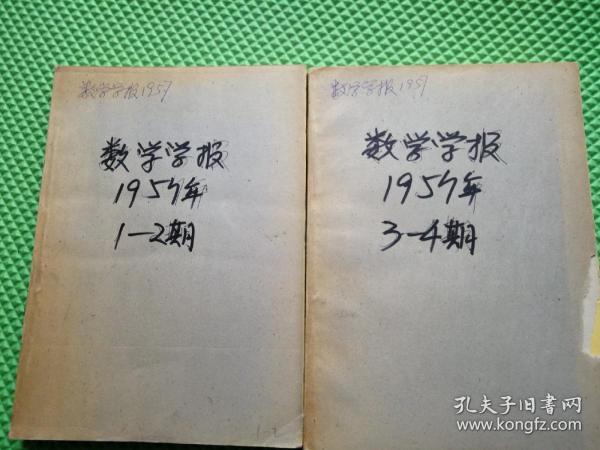 数学学报1957
数学学报
1957年
1—2期
1-2
数学学报1957
数学学报
1957年
3-4期
孔夫子旧书网
www.kongfz.com